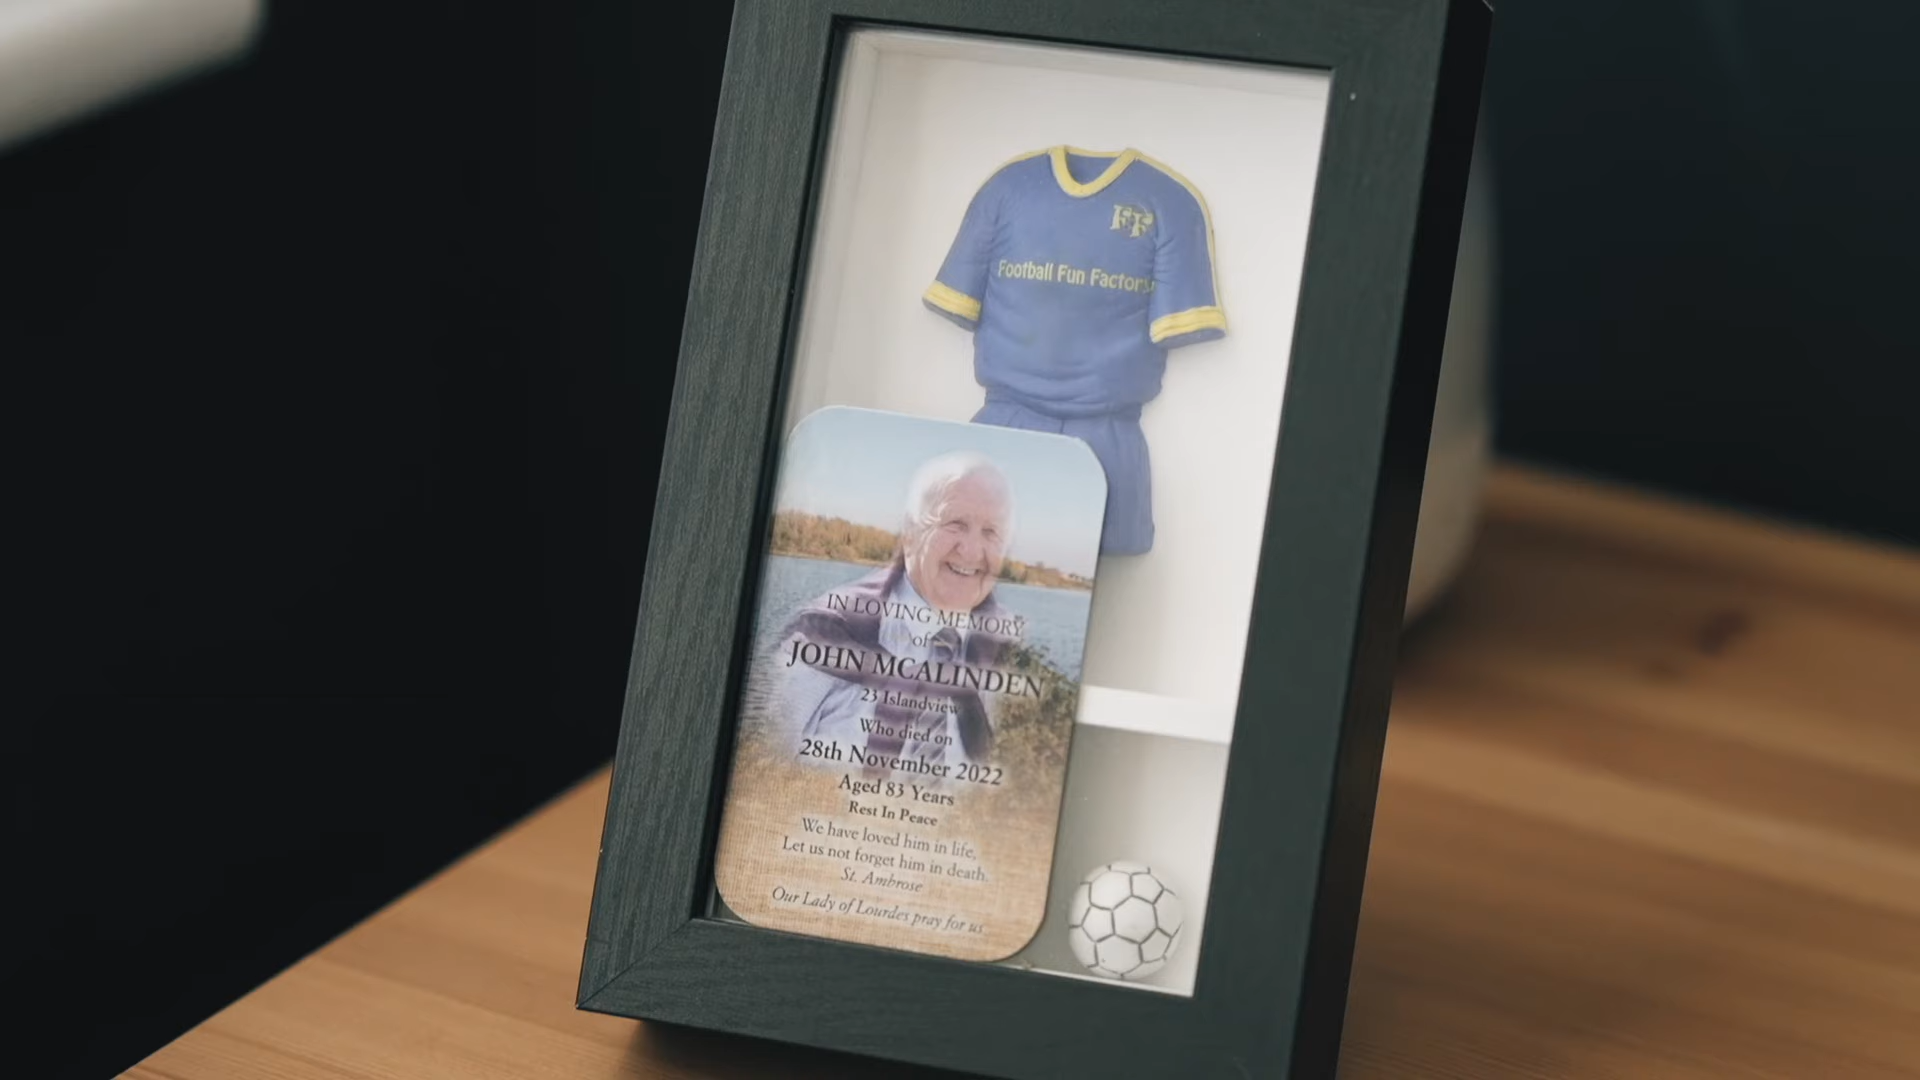 FF
Football Fun Factory
IN LOVING MEMORY
of
JOHN MCALINDEN
23 Islandview
Who died on
28th November 2022
Aged 83 Years
Rest In Peace
We have loved him in life,
Let us not forget him in death.
St. Ambrose
Our Lady of Lourdes pray for us